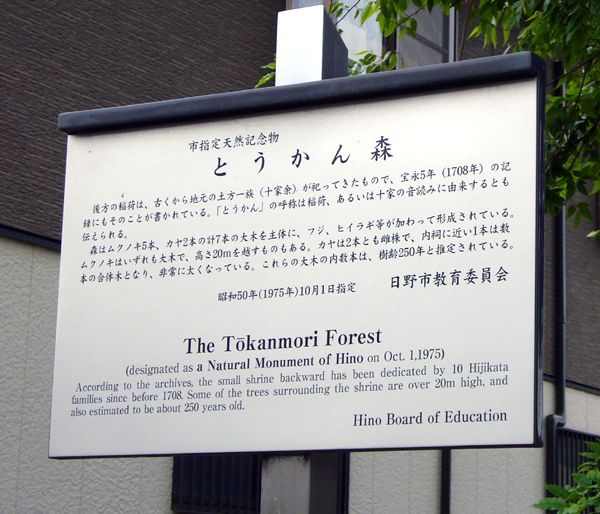 市指定天然記念物
とうかん森
後方の稲荷は、古くから地元の土方一族（十家余）が祀ってきたもので、宝永5年（1708年）の記
録にもそのことが書かれている。「とうかん」の呼称は稲荷、あるいは十家の音読みに由来するとも
伝えられる。
森はムクノキ5本、カヤ2本の計7本の大木を主体に、フジ、ヒイラギ等が加わって形成されている。
ムクノキはいずれも大木で、高さ20mを越すものもある。カヤは2本とも雌株で、内祠に近い1本は数
本の合体木となり、非常に太くなっている。これらの大木の内数本は、樹齢250年と推定されている。
昭和50年(1975年)10月1日指定　日野市教育委員会
The Tōkanmori Forest
(designated as a Natural Monument of Hino on Oct. 1,1975)
According to the archives, the small shrine backward has been dedicated by 10 Hijikata
families since before 1708. Some of the trees surrounding the shrine are over 20m high, and
also estimated to be about 250 years old.
Hino Board of Education